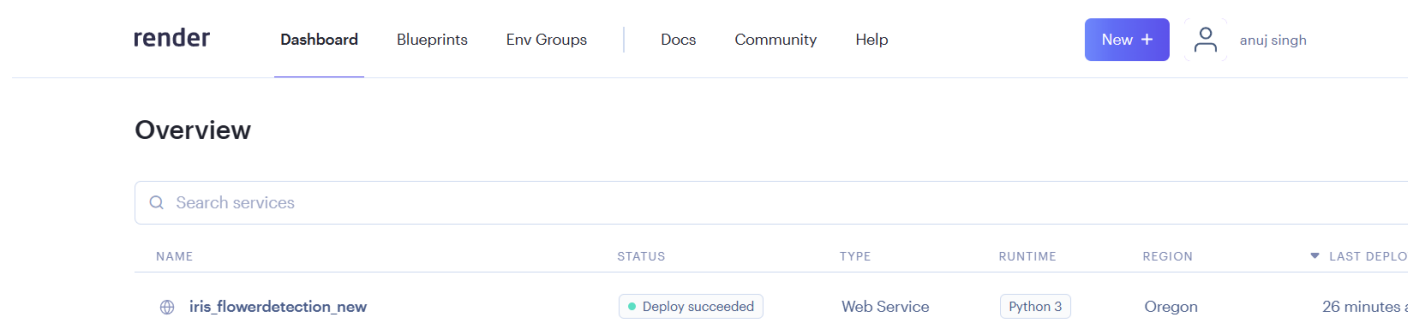 render Dashboard Blueprints Env Groups Docs Community Help New + anuj singh
Overview
Search services
NAME STATUS TYPE RUNTIME REGION LAST DEPLO
iris_flowerdetection_new Deploy succeeded Web Service Python 3 Oregon 26 minutes a